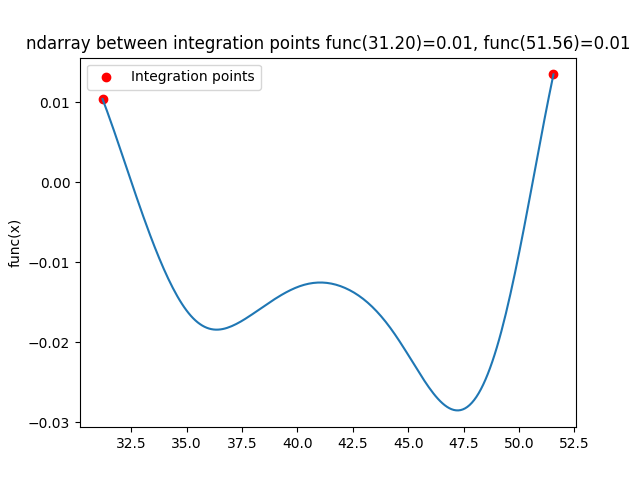 ndarray between integration points func(31.20)=0.01, func(51.56)=0.01
Integration points
0.01
0.00
−0.01
−0.02
−0.03
func(x)
32.5 35.0 37.5 40.0 42.5 45.0 47.5 50.0 52.5